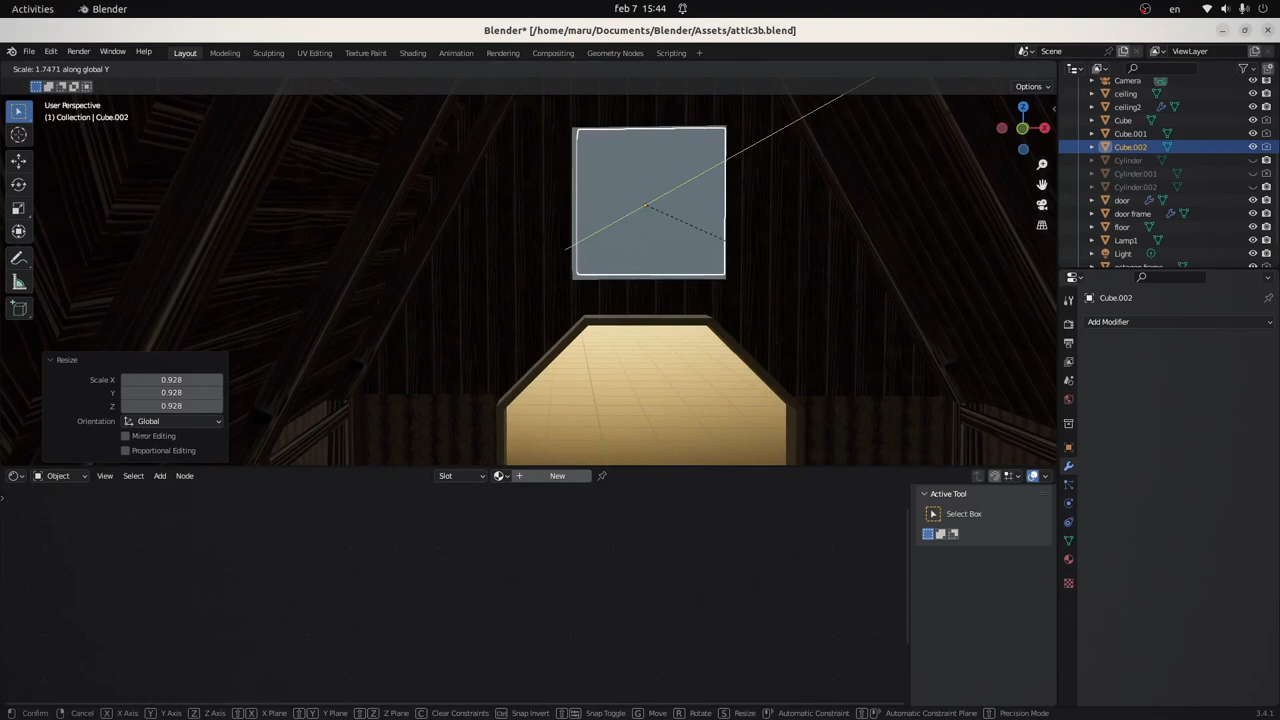 Activities
Blender
feb 7 15:44
en
Blender* [/home/maru/Documents/Blender/Assets/attic3b.blend]
File Edit Render Window Help
Layout Modeling Sculpting UV Editing Texture Paint Shading Animation Rendering Compositing Geometry Nodes Scripting +
Scene
ViewLayer
Scale: 1.7471 along global Y
Options
User Perspective
(1) Collection | Cube.002
Z
X
Camera
ceiling
ceiling2
Cube
Cube.001
Cube.002
Cylinder
Cylinder.001
Cylinder.002
door
door frame
floor
Lamp1
Light
octagon frame
Cube.002
Add Modifier
Resize
Scale X 0.928
Y 0.928
Z 0.928
Orientation Global
Mirror Editing
Proportional Editing
Object View Select Add Node
Slot
New
Active Tool
Select Box
Confirm Cancel X X Axis Y Y Axis Z Z Axis X X Plane Y Y Plane Z Z Plane C Clear Constraints Snap Invert Snap Toggle G Move R Rotate S Resize Automatic Constraint Automatic Constraint Plane Precision Mode
3.4.1